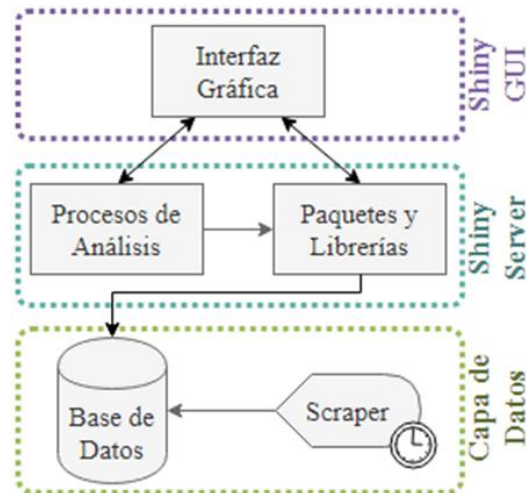 Interfaz
Gráfica
Shiny
GUI
Procesos de
Análisis
Paquetes y
Librerías
Shiny
Server
Base de
Datos
Scraper
Capa de
Datos